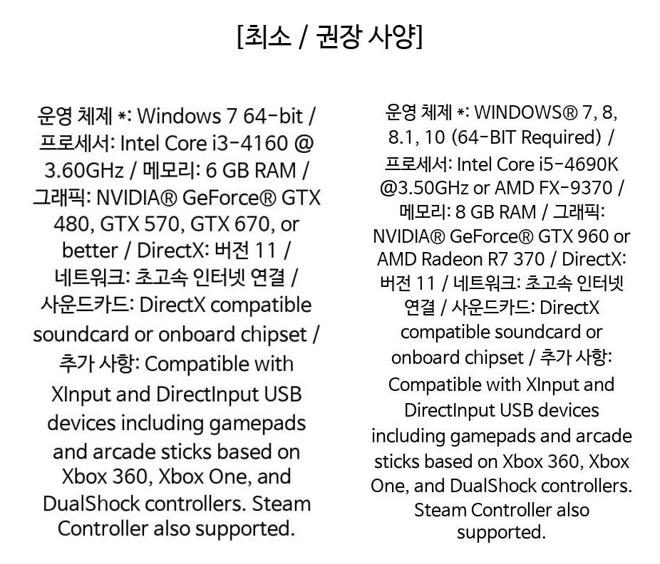 [최소 / 권장 사양]
운영 체제 *: Windows 7 64-bit /
프로세서: Intel Core i3-4160 @
3.60GHz / 메모리: 6 GB RAM /
그래픽: NVIDIA® GeForce® GTX
480, GTX 570, GTX 670, or
better / DirectX: 버전 11 /
네트워크: 초고속 인터넷 연결 /
사운드카드: DirectX compatible
soundcard or onboard chipset /
추가 사항: Compatible with
XInput and DirectInput USB
devices including gamepads
and arcade sticks based on
Xbox 360, Xbox One, and
DualShock controllers. Steam
Controller also supported.
운영 체제 *: WINDOWS® 7, 8,
8.1, 10 (64-BIT Required) /
프로세서: Intel Core i5-4690K
@3.50GHz or AMD FX-9370 /
메모리: 8 GB RAM / 그래픽:
NVIDIA® GeForce® GTX 960 or
AMD Radeon R7 370 / DirectX:
버전 11 / 네트워크: 초고속 인터넷
연결 / 사운드카드: DirectX
compatible soundcard or
onboard chipset / 추가 사항:
Compatible with XInput and
DirectInput USB devices
including gamepads and arcade
sticks based on Xbox 360, Xbox
One, and DualShock controllers.
Steam Controller also
supported.